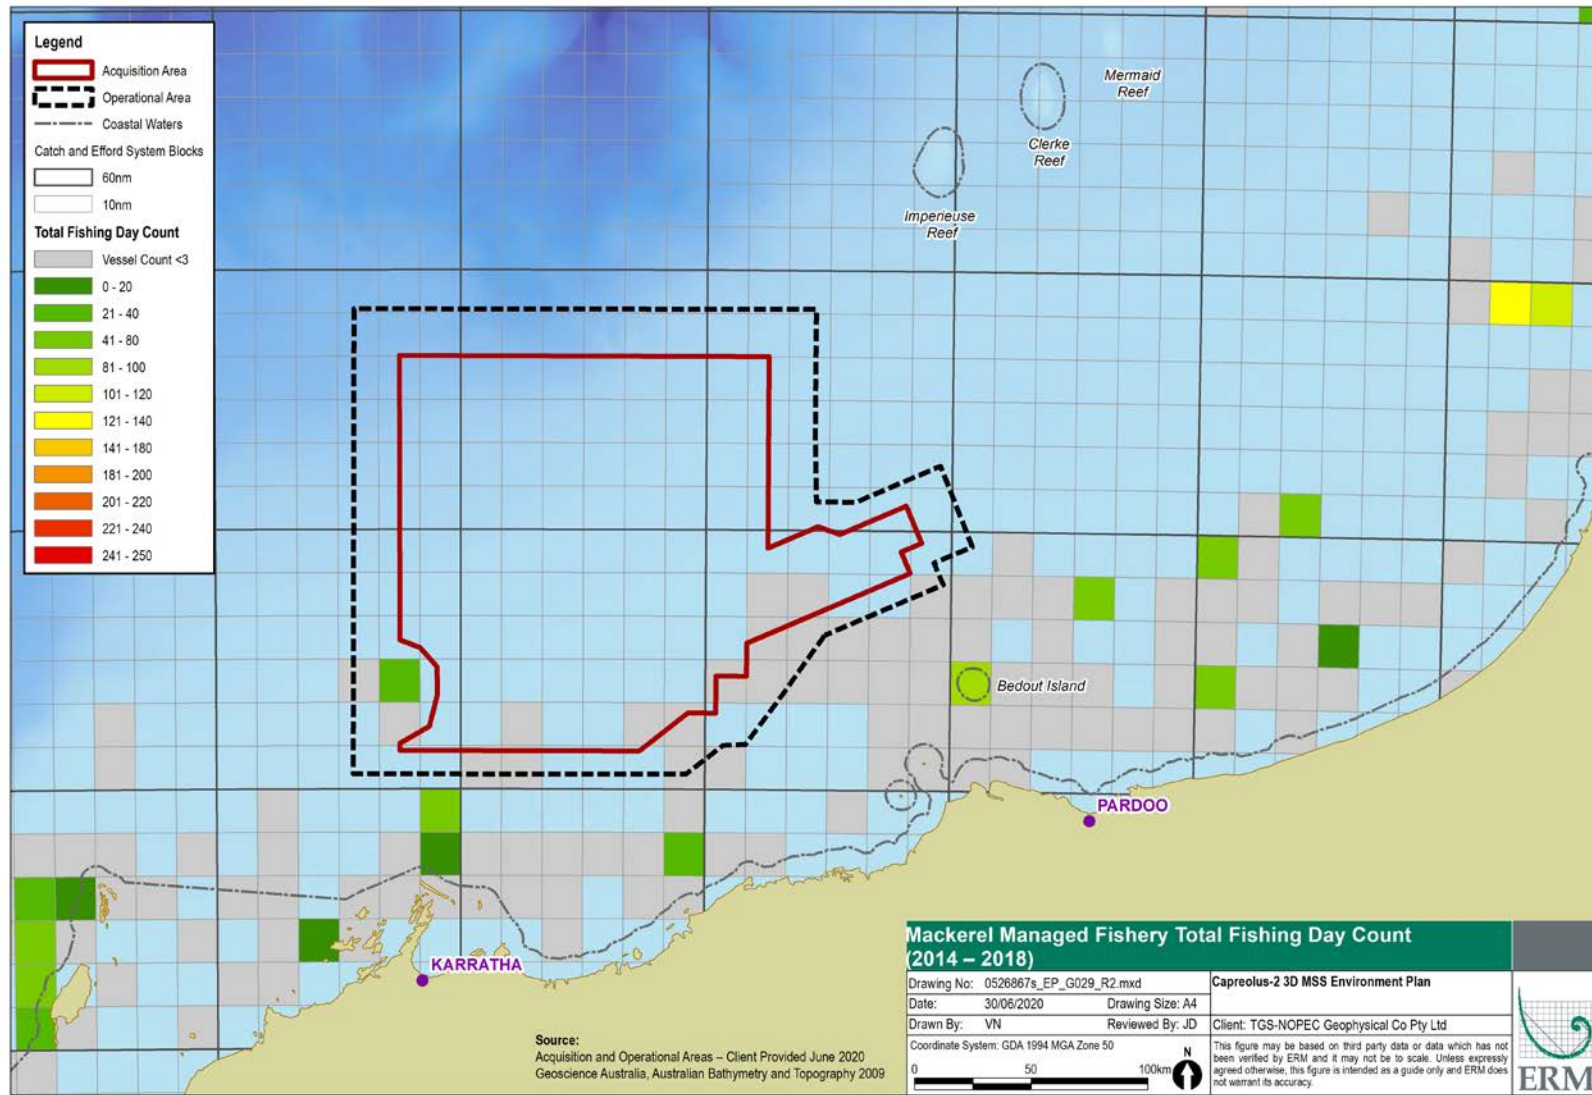 Legend
Acquisition Area
Operational Area
Coastal Waters
Catch and Efford System Blocks
60nm
10nm
Total Fishing Day Count
Vessel Count <3
0 - 20
21 - 40
41 - 80
81 - 100
101 - 120
121 - 140
141 - 180
181 - 200
201 - 220
221 - 240
241 - 250
Mermaid
Reef
Clerke
Reef
Imperieuse
Reef
Bedout Island
PARDOO
KARRATHA
Source:
Acquisition and Operational Areas – Client Provided June 2020
Geoscience Australia, Australian Bathymetry and Topography 2009
Mackerel Managed Fishery Total Fishing Day Count
(2014 – 2018)
Drawing No: 0526867s_EP_G029_R2.mxd
Date: 30/06/2020 Drawing Size: A4
Drawn By: VN Reviewed By: JD
Coordinate System: GDA 1994 MGA Zone 50
0 50 100km
N
Capreolus-2 3D MSS Environment Plan
Client: TGS-NOPEC Geophysical Co Pty Ltd
This figure may be based on third party data or data which has not
been verified by ERM and it may not be to scale. Unless expressly
agreed otherwise, this figure is intended as a guide only and ERM does
not warrant its accuracy.
ERM